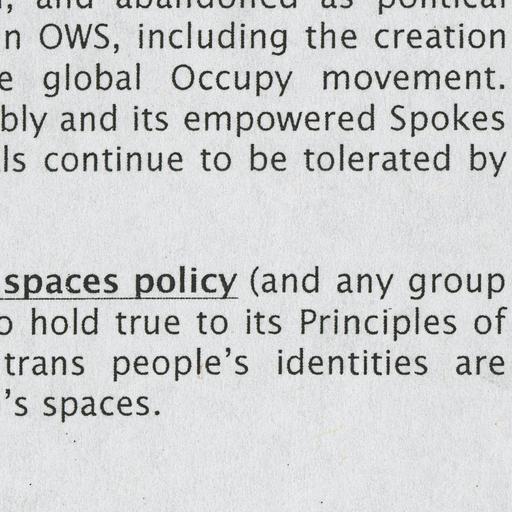 and abandoned as political
n OWS, including the creation
e global Occupy movement.
bly and its empowered Spokes
ls continue to be tolerated by
spaces policy (and any group
o hold true to its Principles of
trans people's identities are
's spaces.